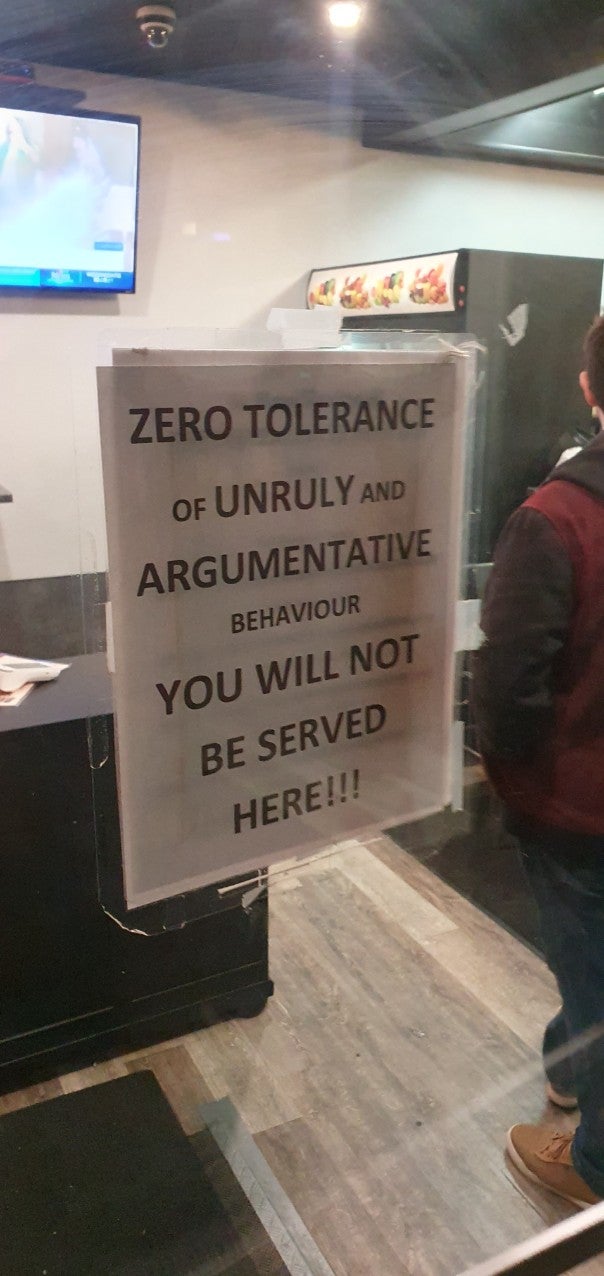 ZERO TOLERANCE
OF UNRULY AND
ARGUMENTATIVE
BEHAVIOUR
YOU WILL NOT
BE SERVED
HERE!!!